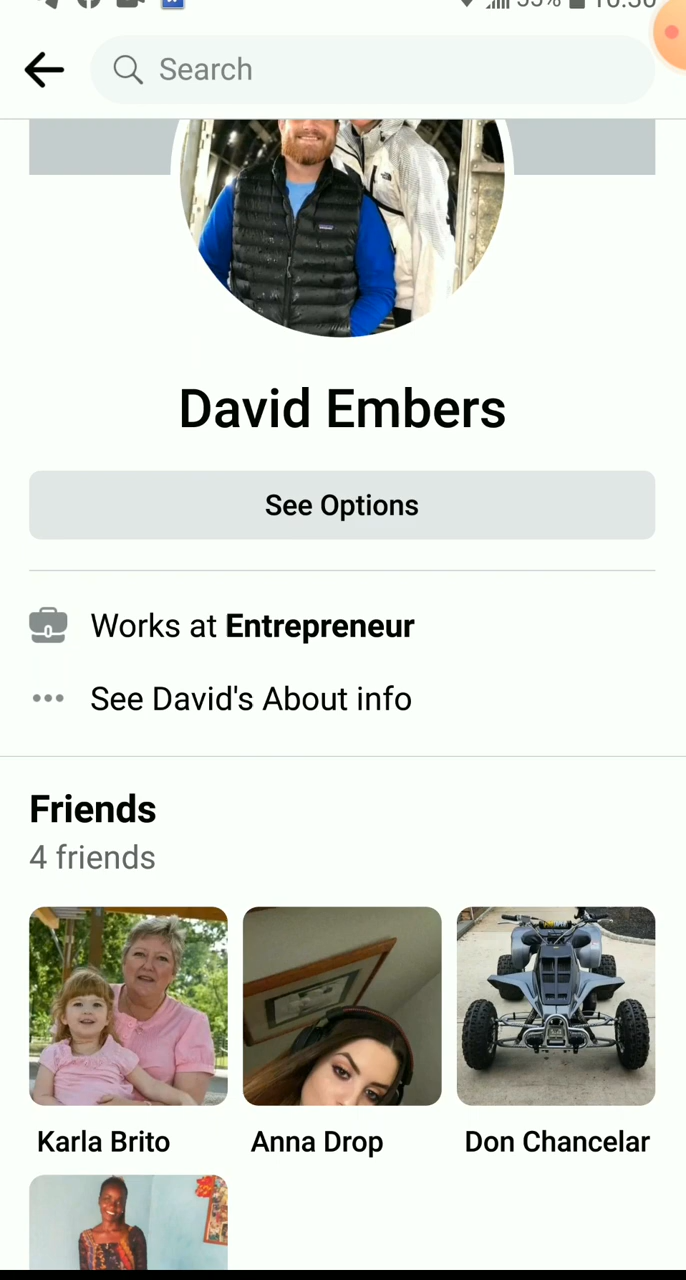 Search
David Embers
See Options
Works at Entrepreneur
See David's About info
Friends
4 friends
Karla Brito
Anna Drop
Don Chancelar